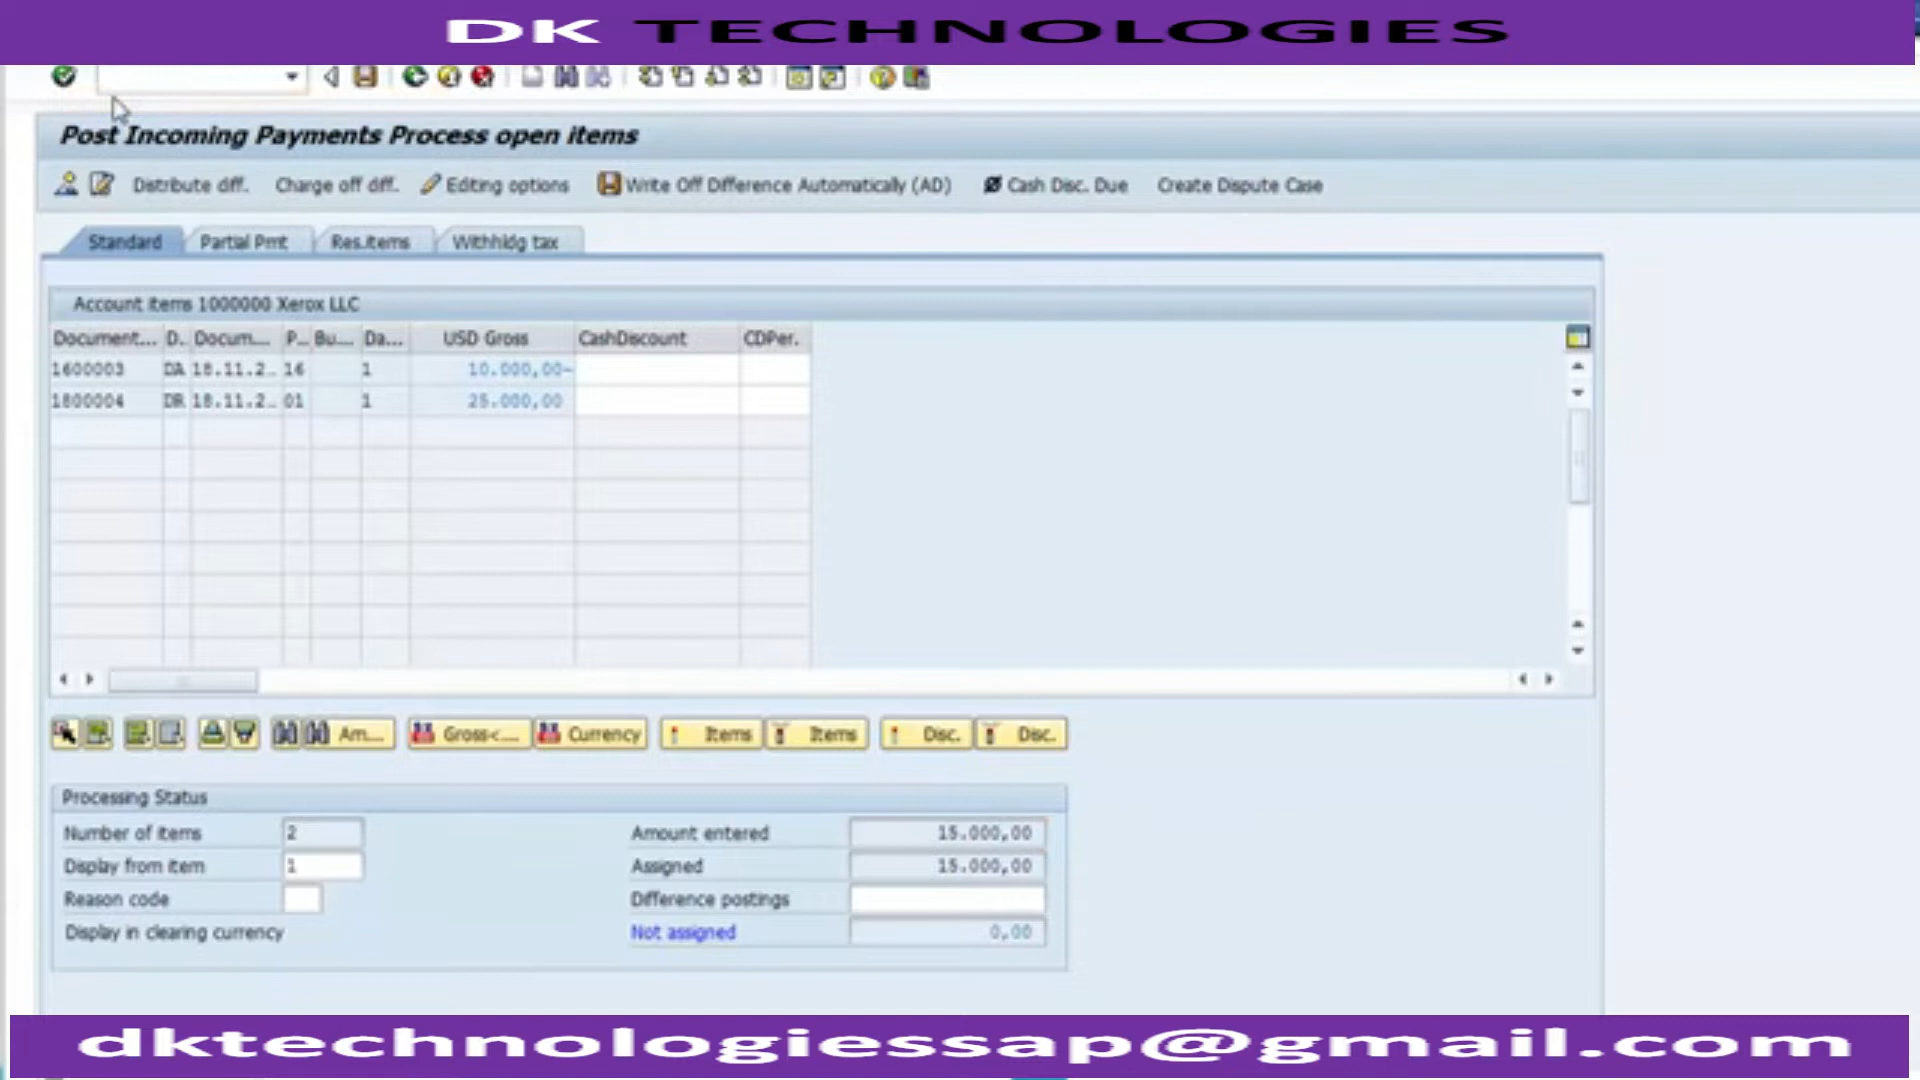 DK TECHNOLOGIES
Post Incoming Payments Process open items
Distribute diff. Charge off diff. Editing options Write Off Difference Automatically (AD) Cash Disc. Due Create Dispute Case
Standard Partial Pmt Res.items Withhldg tax
Account items 1000000 Xerox LLC
Document... D. Docum... P... Bu... Da... USD Gross CashDiscount CDPer.
1600003 DA 18.11.2.. 16 1 10.000,00-
1800004 DR 18.11.2.. 01 1 25.000,00
Am... Gross<... Currency Items Items Disc. Disc.
Processing Status
Number of items 2 Amount entered 15.000,00
Display from item 1 Assigned 15.000,00
Reason code Difference postings
Display in clearing currency Not assigned 0,00
dktechnologiessap@gmail.com